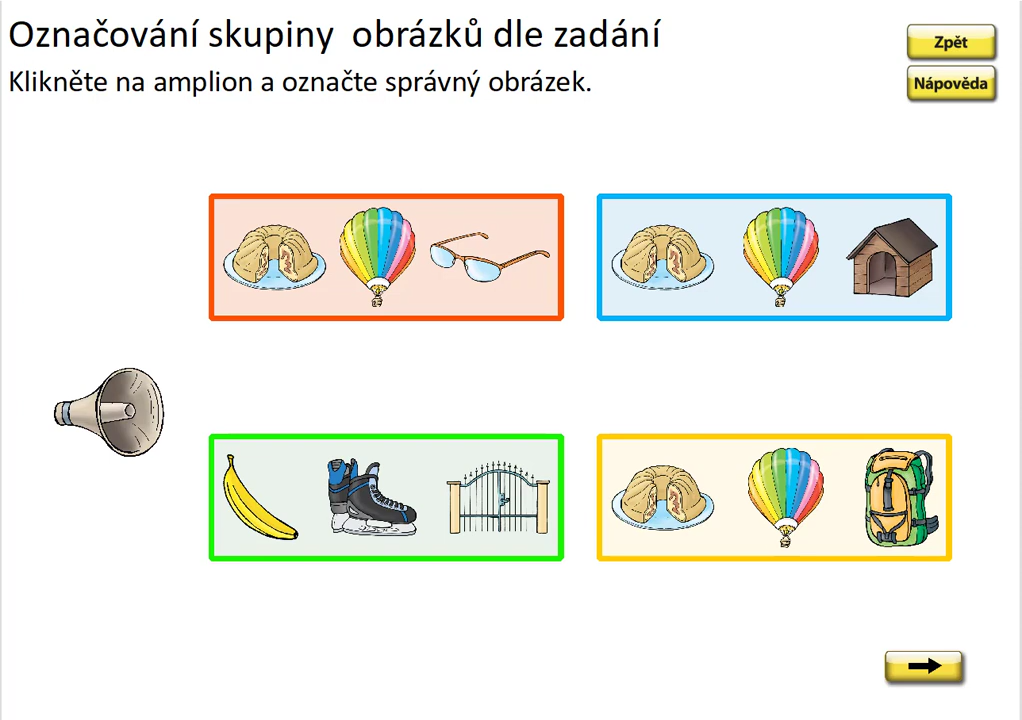 Označování skupiny  obrázků dle zadání
Klikněte na amplion a označte správný obrázek.
Zpět
Nápověda